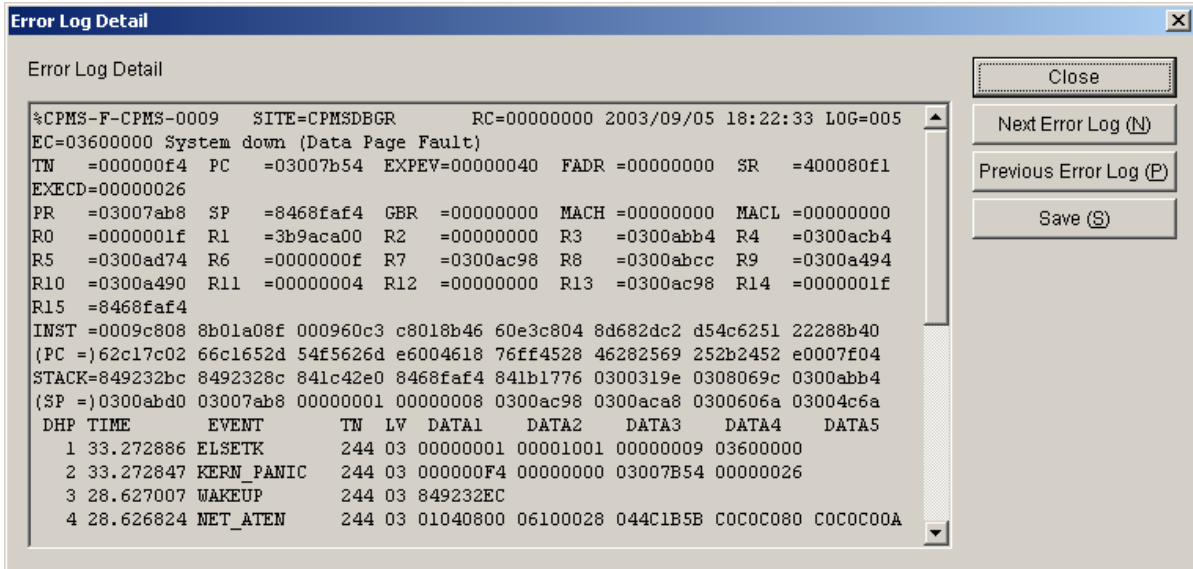 Error Log Detail
Error Log Detail
Close
Next Error Log (N)
Previous Error Log (P)
Save (S)
%CPMS-F-CPMS-0009 SITE=CPMSDBGR RC=00000000 2003/09/05 18:22:33 LOG=005
EC=03600000 System down (Data Page Fault)
TN =000000f4 PC =03007b54 EXPEV=00000040 FADR =00000000 SR =400080f1
EXECD=00000026
PR =03007ab8 SP =8468faf4 GBR =00000000 MACH =00000000 MACL =00000000
R0 =0000001f R1 =3b9aca00 R2 =00000000 R3 =0300abb4 R4 =0300acb4
R5 =0300ad74 R6 =0000000f R7 =0300ac98 R8 =0300abcc R9 =0300a494
R10 =0300a490 R11 =00000004 R12 =00000000 R13 =0300ac98 R14 =0000001f
R15 =8468faf4
INST =0009c808 8b01a08f 000960c3 c8018b46 60e3c804 8d682dc2 d54c6251 22288b40
(PC =)62c17c02 66c1652d 54f5626d e6004618 76ff4528 46282569 252b2452 e0007f04
STACK=849232bc 8492328c 841c42e0 8468faf4 841b1776 0300319e 0308069c 0300abb4
(SP =)0300abd0 03007ab8 00000001 00000008 0300ac98 0300aca8 0300606a 03004c6a
DHP TIME EVENT TN LV DATA1 DATA2 DATA3 DATA4 DATA5
1 33.272886 ELSETK 244 03 00000001 00001001 00000009 03600000
2 33.272847 KERN_PANIC 244 03 000000F4 00000000 03007B54 00000026
3 28.627007 WAKEUP 244 03 849232EC
4 28.626824 NET_ATEN 244 03 01040800 06100028 044C1B5B C0C0C080 C0C0C00A